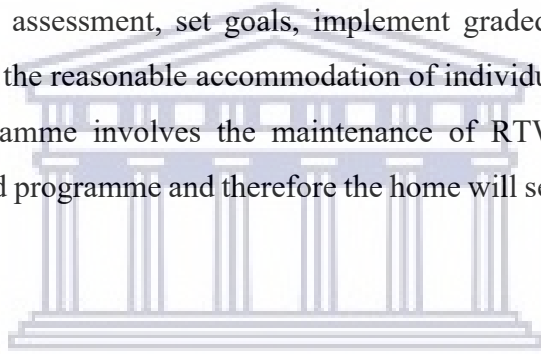 assessment, set goals, implement graded
the reasonable accommodation of individu
amme involves the maintenance of RTW
d programme and therefore the home will se